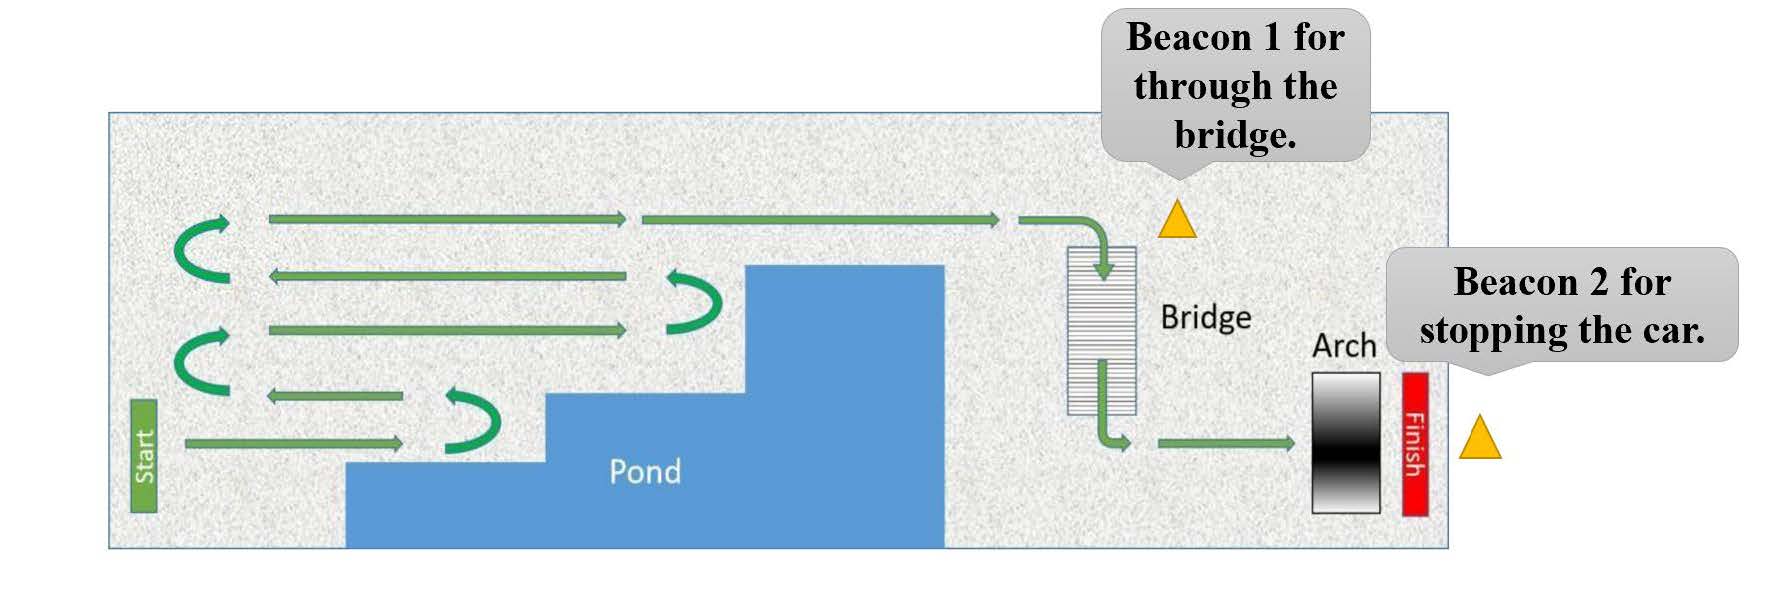 Beacon 1 for
through the
bridge.
Beacon 2 for
stopping the car.
Bridge
Arch
Start
Pond
Finish